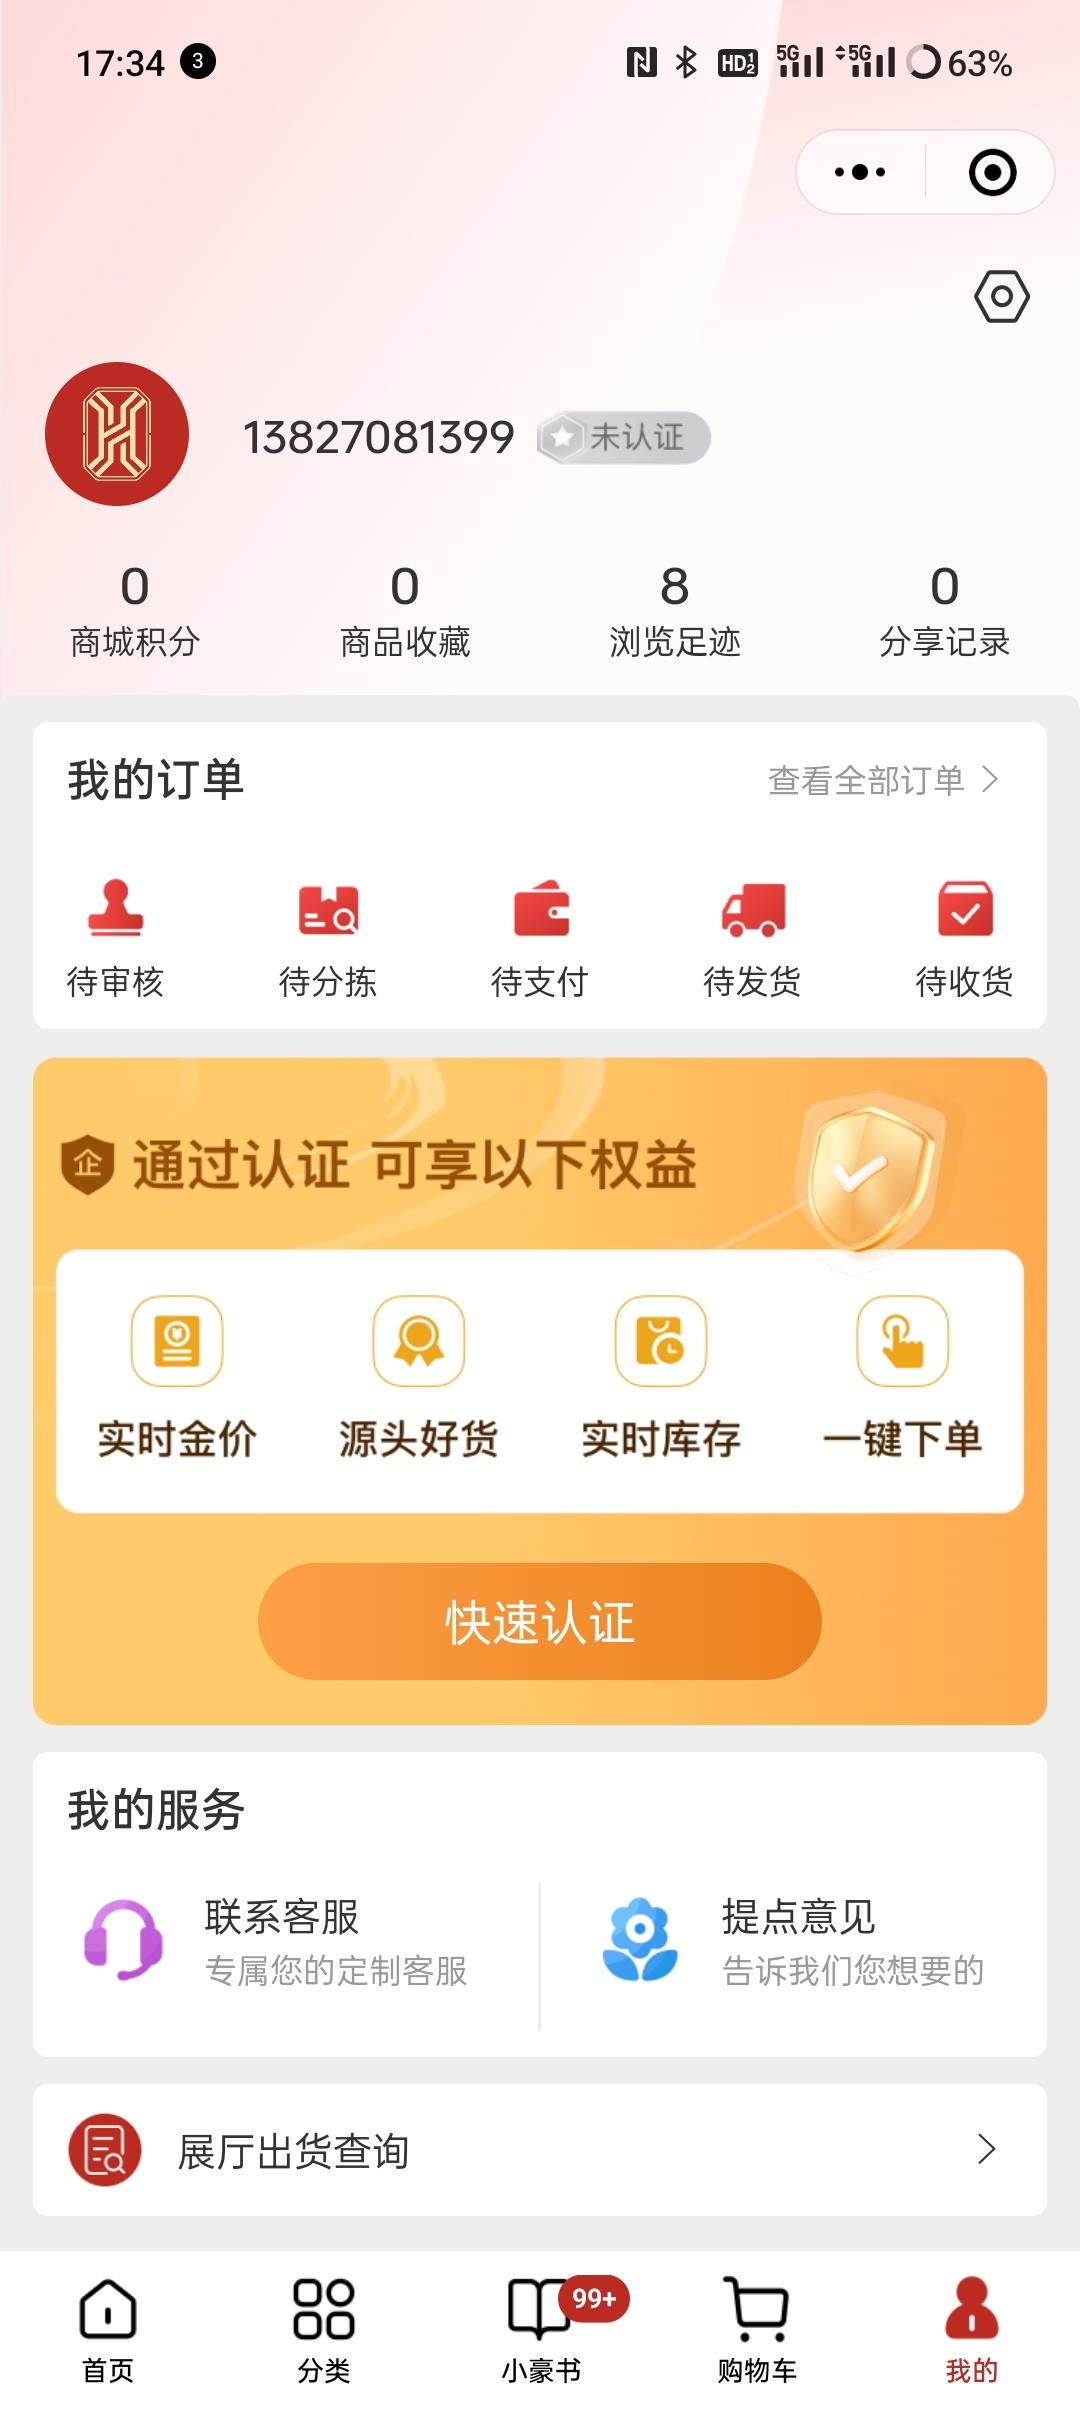 17:34 3 HD 1 2 5G 5G 63%
13827081399 未认证
0 0 8 0
商城积分 商品收藏 浏览足迹 分享记录
我的订单 查看全部订单
待审核 待分拣 待支付 待发货 待收货
企 通过认证 可享以下权益
实时金价 源头好货 实时库存 一键下单
快速认证
我的服务
联系客服 提点意见
专属您的定制客服 告诉我们您想要的
展厅出货查询
99+
首页 分类 小豪书 购物车 我的